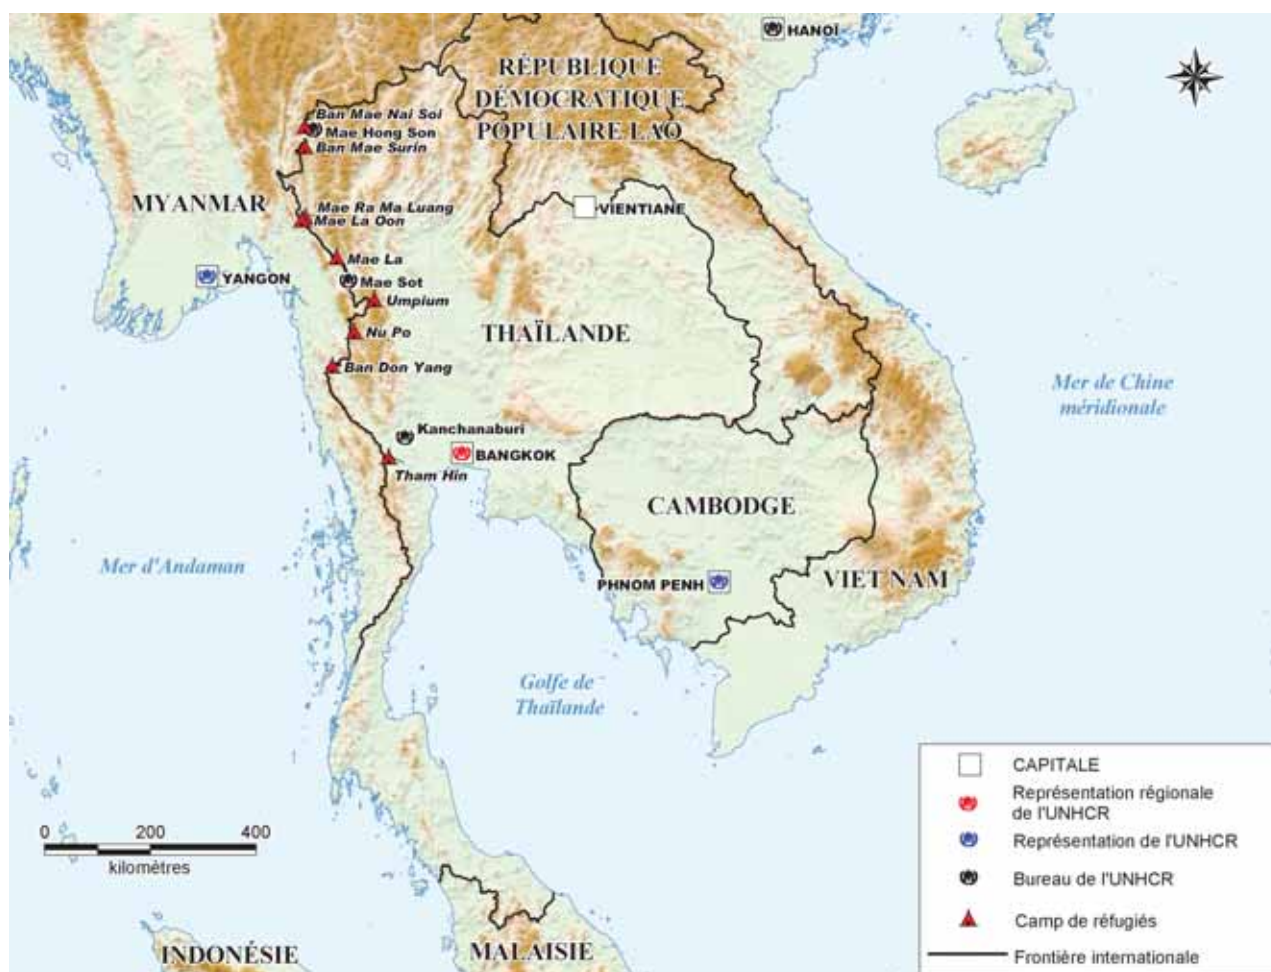 HANOÏ
RÉPUBLIQUE
DÉMOCRATIQUE
POPULAIRE LAO
Ban Mae Nai Soi
Mae Hong Son
Ban Mae Surin
MYANMAR
Mae Ra Ma Luang
Mae La Oon
VIENTIANE
Mae La
YANGON
Mae Sot
Umpium
Nu Po
THAÏLANDE
Ban Don Yang
Mer de Chine
méridionale
Kanchanaburi
BANGKOK
Tham Hin
CAMBODGE
Mer d'Andaman
PHNOM PENH
VIET NAM
Golfe de
Thaïlande
CAPITALE
Représentation régionale
de l'UNHCR
Représentation de l'UNHCR
Bureau de l'UNHCR
Camp de réfugiés
Frontière internationale
0 200 400
kilomètres
INDONÉSIE
MALAISIE